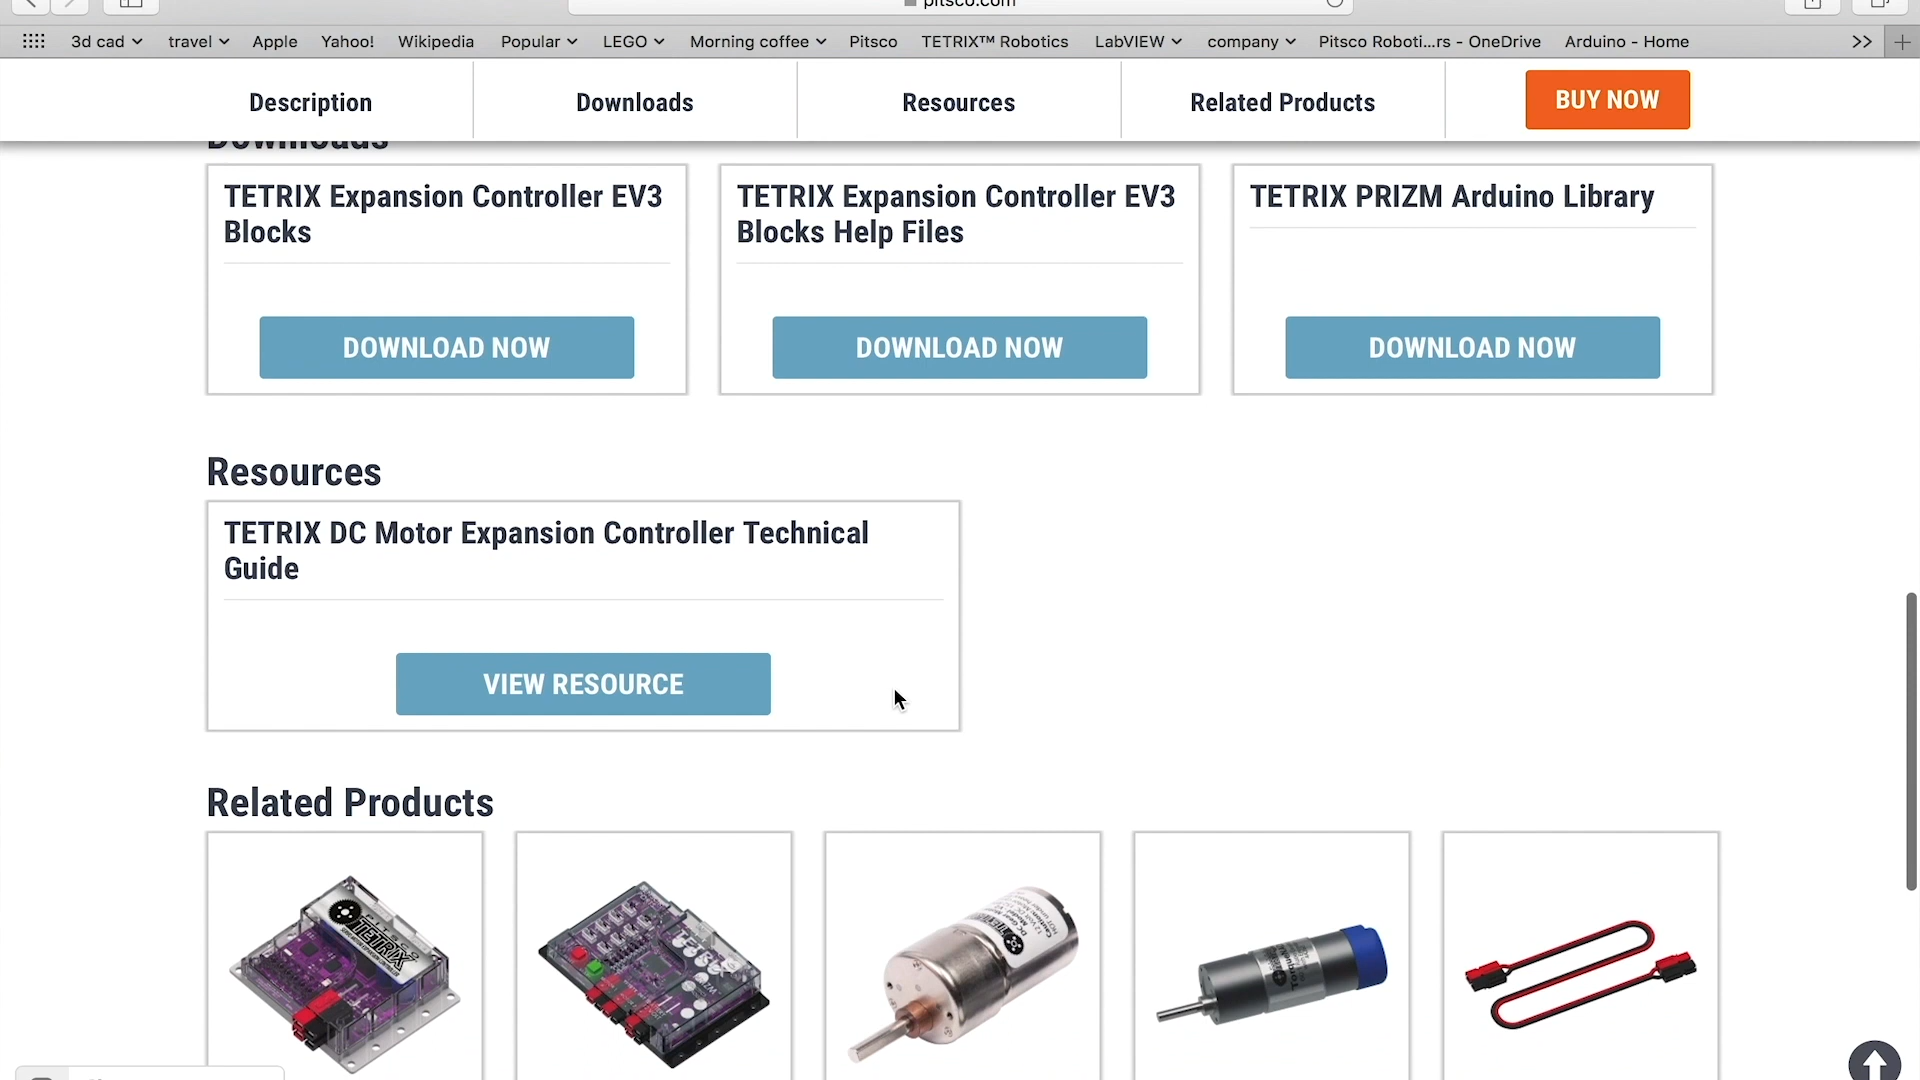 pitsco.com
3d cad
travel
Apple
Yahoo!
Wikipedia
Popular
LEGO
Morning coffee
Pitsco
TETRIX™ Robotics
LabVIEW
company
Pitsco Roboti...rs - OneDrive
Arduino - Home
Description
Downloads
Resources
Related Products
BUY NOW
Downloads
TETRIX Expansion Controller EV3
Blocks
DOWNLOAD NOW
TETRIX Expansion Controller EV3
Blocks Help Files
DOWNLOAD NOW
TETRIX PRIZM Arduino Library
DOWNLOAD NOW
Resources
TETRIX DC Motor Expansion Controller Technical
Guide
VIEW RESOURCE
Related Products
PITSCO
TETRIX